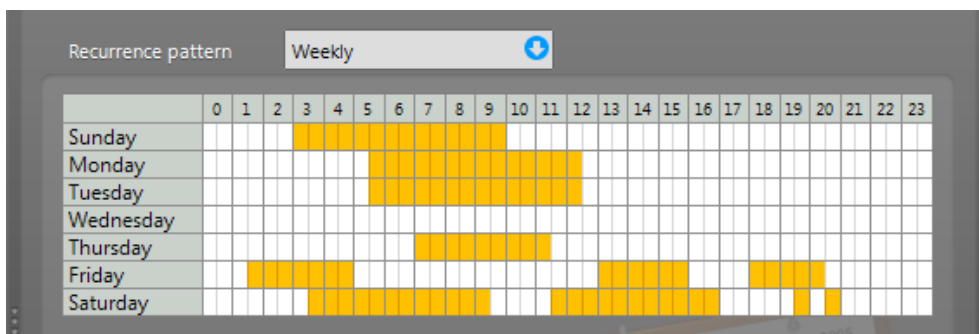 Recurrence pattern Weekly
0 1 2 3 4 5 6 7 8 9 10 11 12 13 14 15 16 17 18 19 20 21 22 23
Sunday
Monday
Tuesday
Wednesday
Thursday
Friday
Saturday